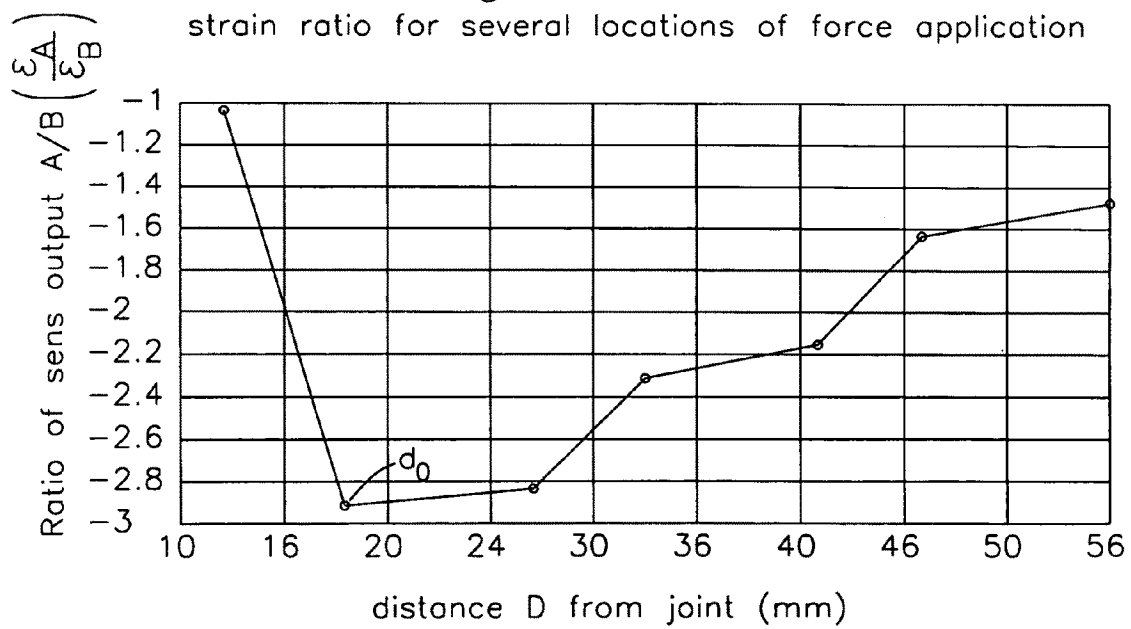 strain ratio for several locations of force application
Ratio of sens output A/B (εA/εB)
-1
-1.2
-1.4
-1.6
-1.8
-2
-2.2
-2.4
-2.6
-2.8
-3
d0
10 16 20 24 30 36 40 46 50 56
distance D from joint (mm)